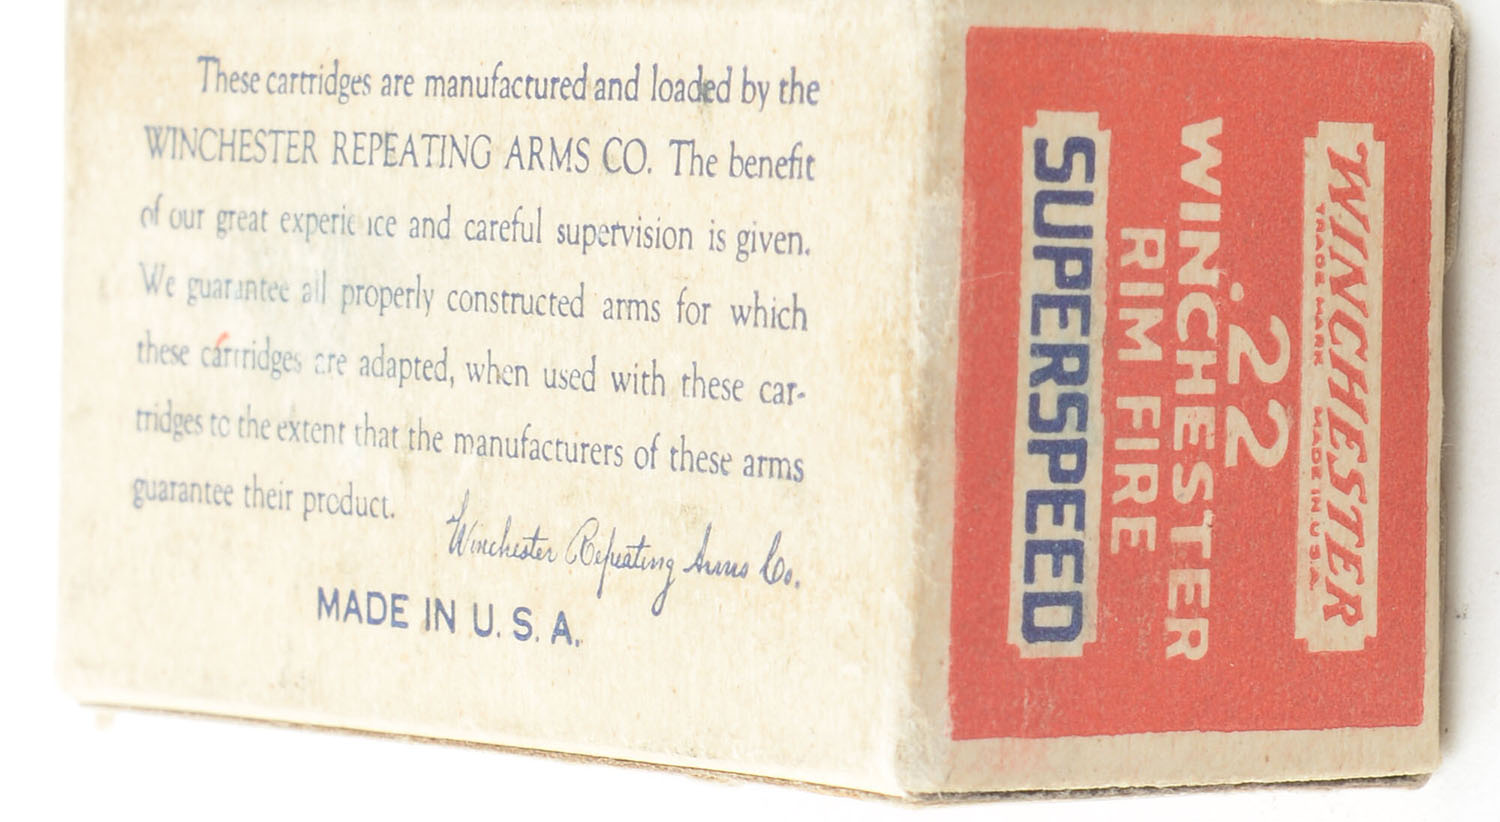 These cartridges are manufactured and loaded by the
WINCHESTER REPEATING ARMS CO. The benefit
of our great experience and careful supervision is given.
We guarantee all properly constructed arms for which
these cartridges are adapted, when used with these car-
tridges to the extent that the manufacturers of these arms
guarantee their product.
Winchester Repeating Arms Co.
MADE IN U. S. A.
WINCHESTER
TRADE MARK MADE IN U.S.A.
.22
WINCHESTER
RIM FIRE
SUPERSPEED